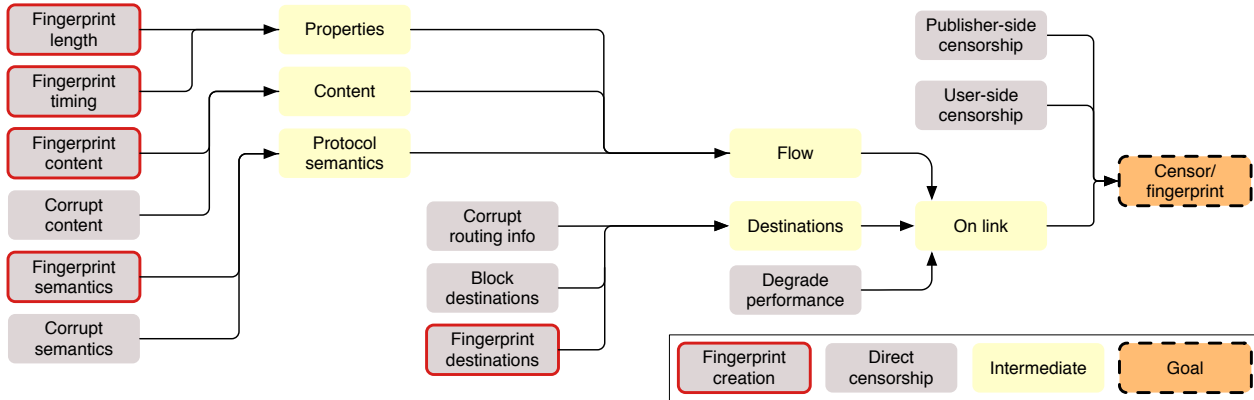 Fingerprint
length
Properties
Publisher-side
censorship
Fingerprint
timing
Content
User-side
censorship
Fingerprint
content
Protocol
semantics
Flow
Censor/
fingerprint
Corrupt
content
Corrupt
routing info
Destinations
On link
Fingerprint
semantics
Block
destinations
Degrade
performance
Corrupt
semantics
Fingerprint
destinations
Fingerprint
creation
Direct
censorship
Intermediate
Goal